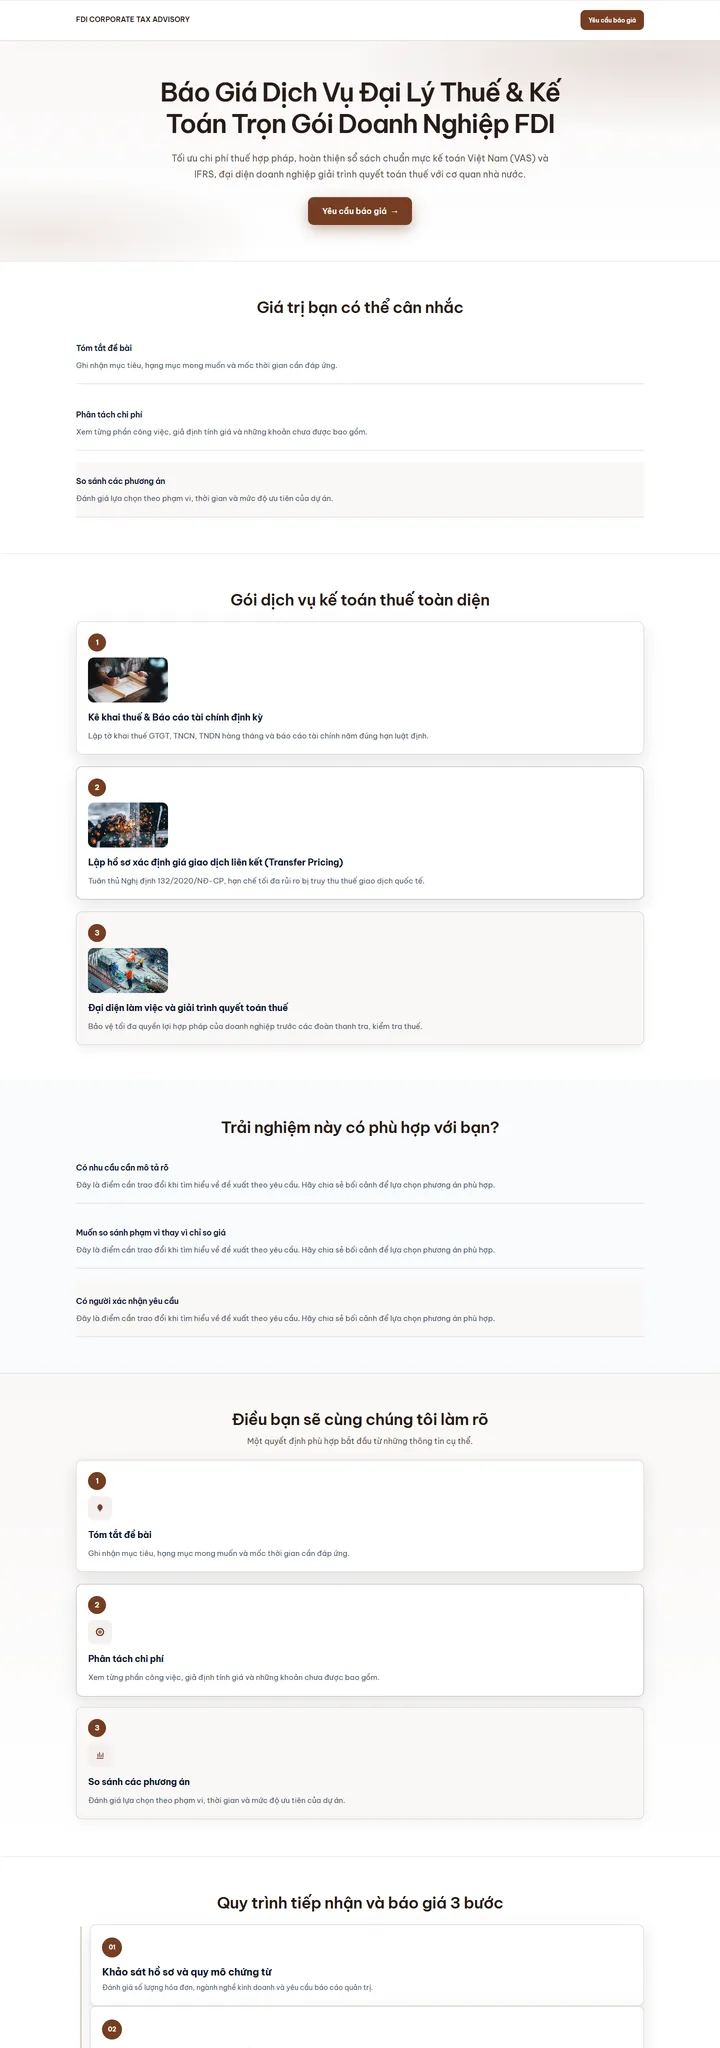 FDI CORPORATE TAX ADVISORY
Yêu cầu báo giá
Báo Giá Dịch Vụ Đại Lý Thuế & Kế
Toán Trọn Gói Doanh Nghiệp FDI
Tối ưu chi phí thuế hợp pháp, hoàn thiện sổ sách chuẩn mực kế toán Việt Nam (VAS) và
IFRS, đại diện doanh nghiệp giải trình quyết toán thuế với cơ quan nhà nước.
Yêu cầu báo giá →
Giá trị bạn có thể cân nhắc
Tóm tắt đề bài
Ghi nhận mục tiêu, hạng mục mong muốn và mốc thời gian cần đáp ứng.
Phân tách chi phí
Xem từng phần công việc, giả định tính giá và những khoản chưa được bao gồm.
So sánh các phương án
Đánh giá lựa chọn theo phạm vi, thời gian và mức độ ưu tiên của dự án.
Gói dịch vụ kế toán thuế toàn diện
1
Kê khai thuế & Báo cáo tài chính định kỳ
Lập tờ khai thuế GTGT, TNCN, TNDN hàng tháng và báo cáo tài chính năm đúng hạn luật định.
2
Lập hồ sơ xác định giá giao dịch liên kết (Transfer Pricing)
Tuân thủ Nghị định 132/2020/NĐ-CP, hạn chế tối đa rủi ro bị truy thu thuế giao dịch quốc tế.
3
Đại diện làm việc và giải trình quyết toán thuế
Bảo vệ tối đa quyền lợi hợp pháp của doanh nghiệp trước các đoàn thanh tra, kiểm tra thuế.
Trải nghiệm này có phù hợp với bạn?
Có nhu cầu cần mô tả rõ
Đây là điểm cần trao đổi khi tìm hiểu về đề xuất theo yêu cầu. Hãy chia sẻ bối cảnh để lựa chọn phương án phù hợp.
Muốn so sánh phạm vi thay vì chỉ so giá
Đây là điểm cần trao đổi khi tìm hiểu về đề xuất theo yêu cầu. Hãy chia sẻ bối cảnh để lựa chọn phương án phù hợp.
Có người xác nhận yêu cầu
Đây là điểm cần trao đổi khi tìm hiểu về đề xuất theo yêu cầu. Hãy chia sẻ bối cảnh để lựa chọn phương án phù hợp.
Điều bạn sẽ cùng chúng tôi làm rõ
Một quyết định phù hợp bắt đầu từ những thông tin cụ thể.
1
Tóm tắt đề bài
Ghi nhận mục tiêu, hạng mục mong muốn và mốc thời gian cần đáp ứng.
2
Phân tách chi phí
Xem từng phần công việc, giả định tính giá và những khoản chưa được bao gồm.
3
So sánh các phương án
Đánh giá lựa chọn theo phạm vi, thời gian và mức độ ưu tiên của dự án.
Quy trình tiếp nhận và báo giá 3 bước
01
Khảo sát hồ sơ và quy mô chứng từ
Đánh giá số lượng hóa đơn, ngành nghề kinh doanh và yêu cầu báo cáo quản trị.
02